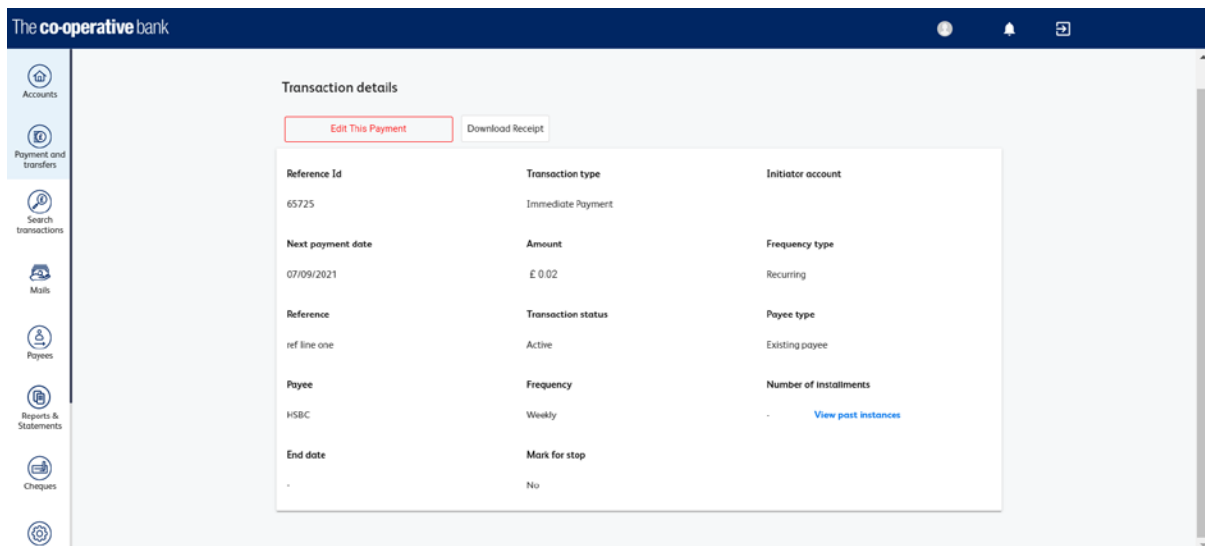 The co-operative bank
Accounts
Payment and
transfers
Search
transactions
Mails
Payees
Reports &
Statements
Cheques
Transaction details
Edit This Payment
Download Receipt
Reference Id
Transaction type
Initiator account
65725
Immediate Payment
Next payment date
Amount
Frequency type
07/09/2021
£ 0.02
Recurring
Reference
Transaction status
Payee type
ref line one
Active
Existing payee
Payee
Frequency
Number of installments
HSBC
Weekly
-
View past instances
End date
Mark for stop
-
No